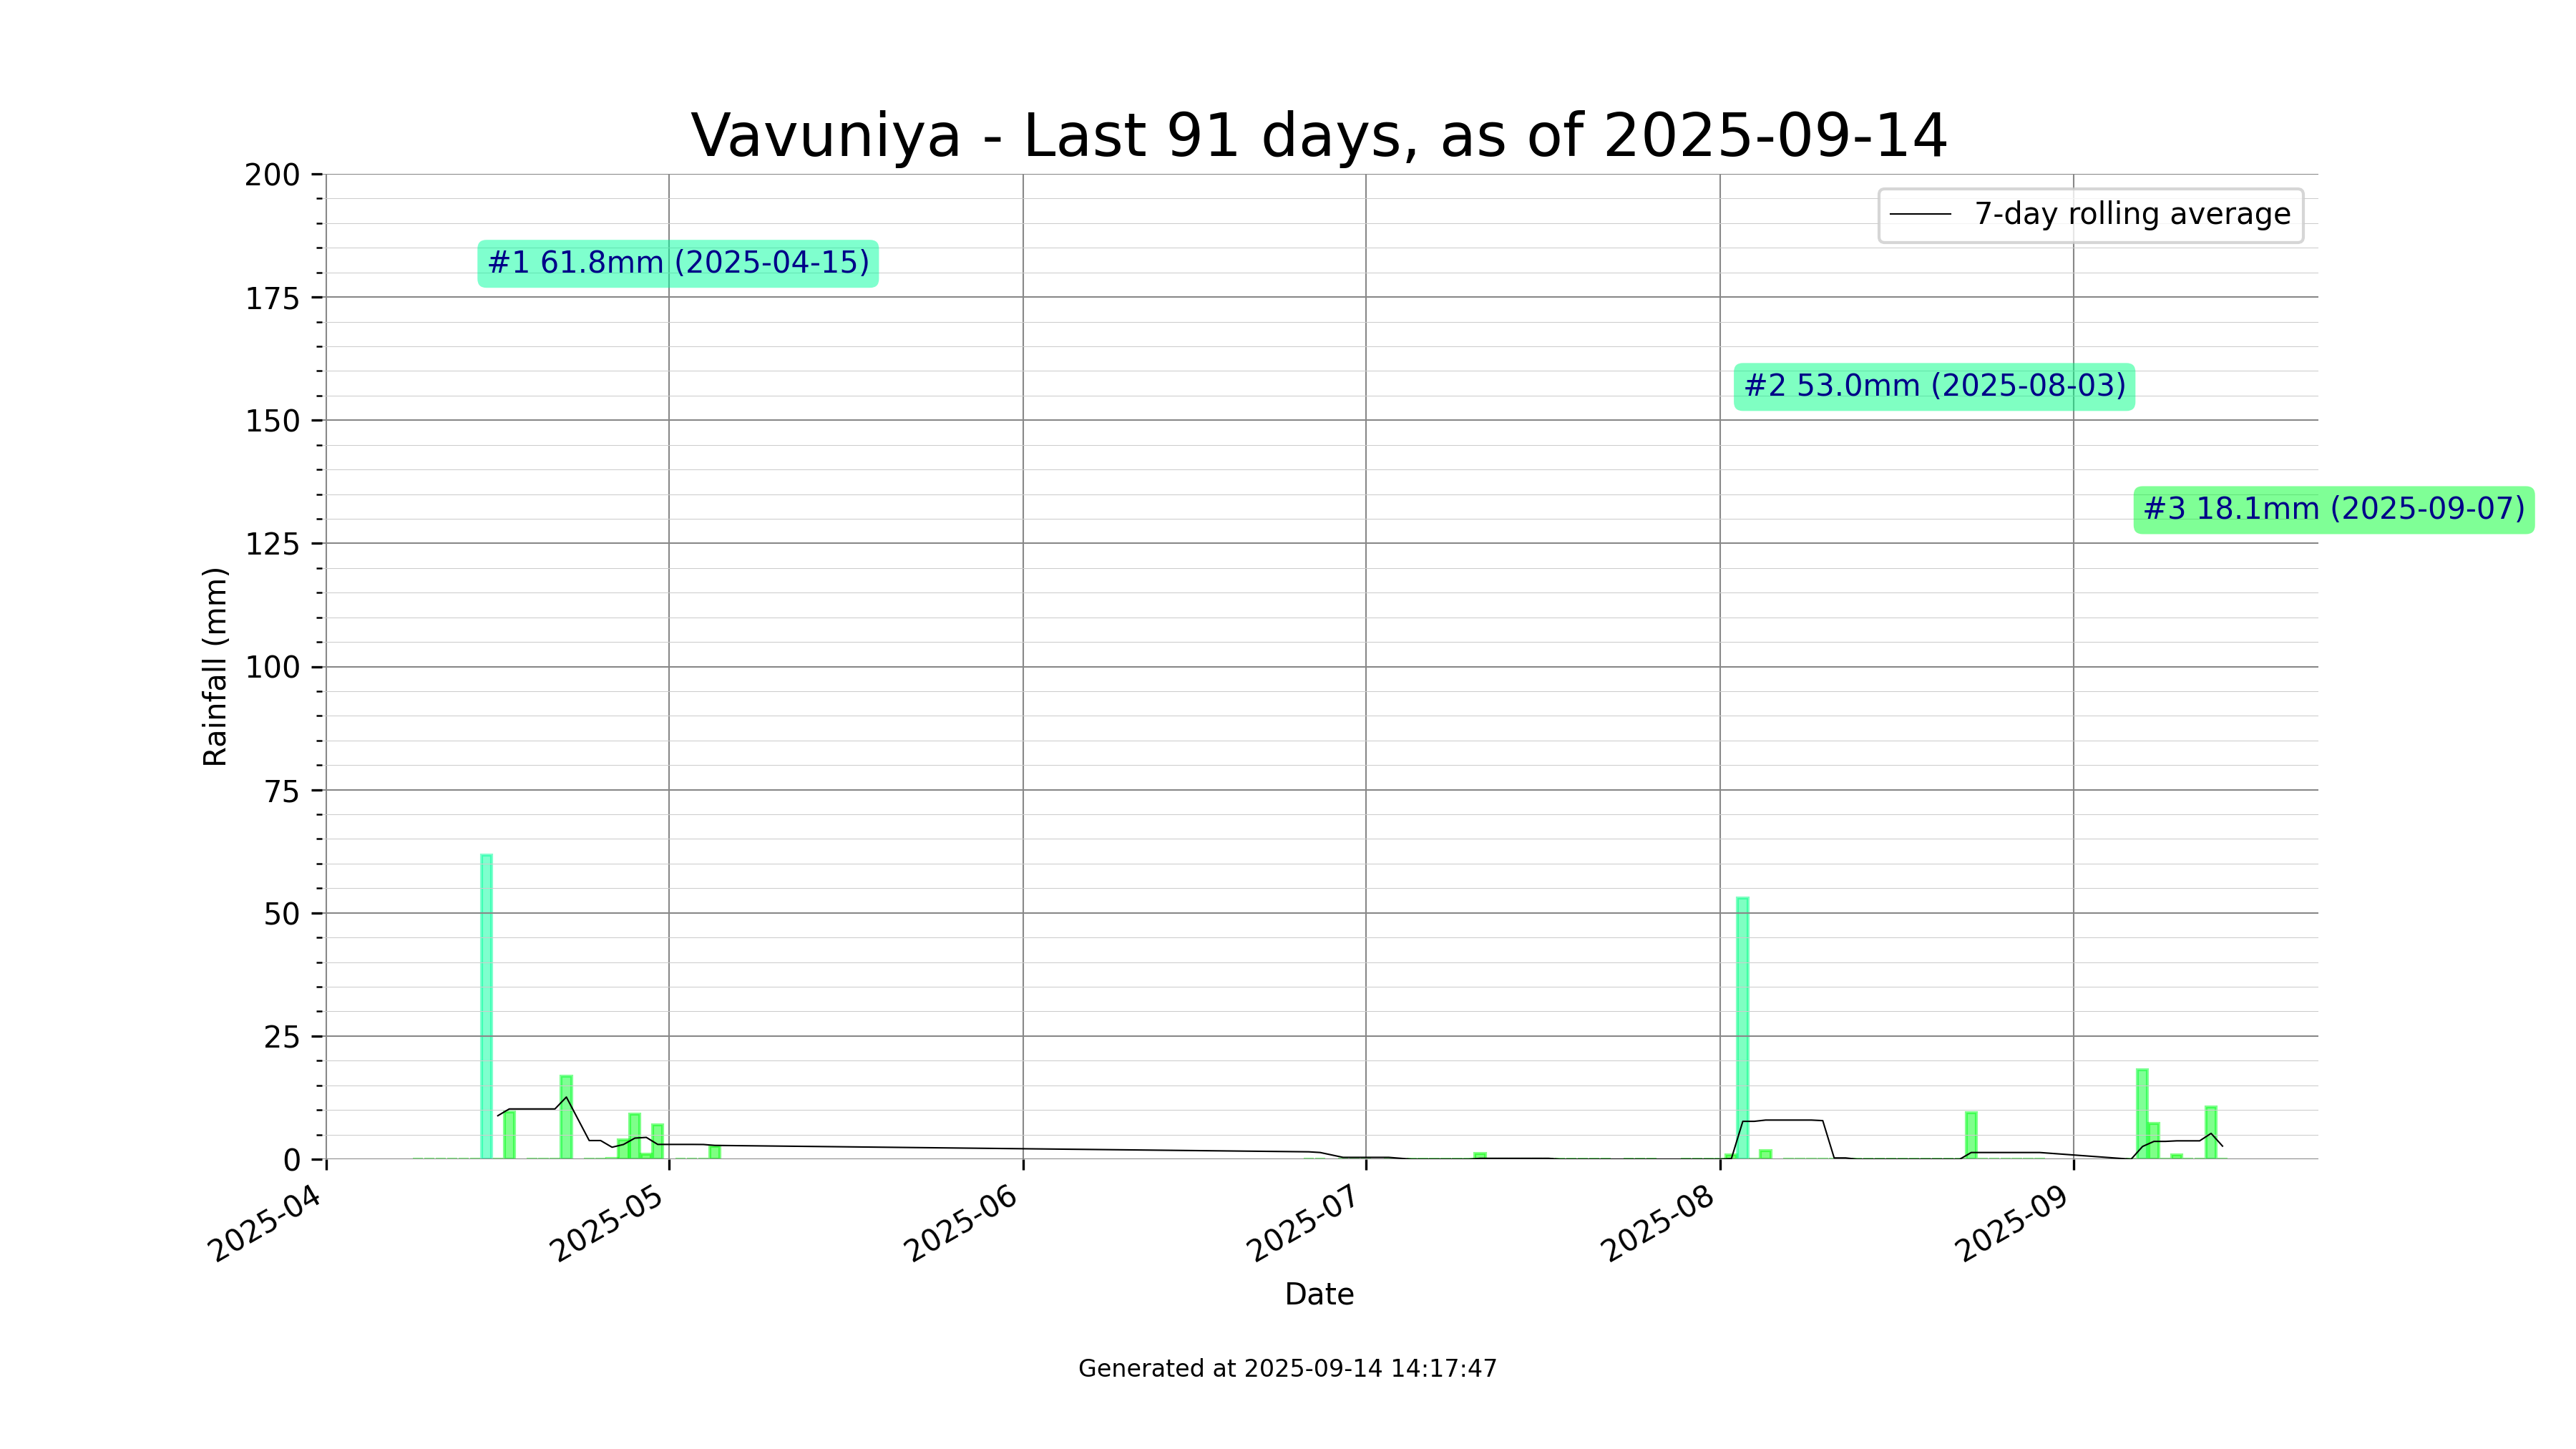 Vavuniya - Last 91 days, as of 2025-09-14
200
175
150
125
100
75
50
25
0
Rainfall (mm)
7-day rolling average
#1 61.8mm (2025-04-15)
#2 53.0mm (2025-08-03)
#3 18.1mm (2025-09-07)
2025-04
2025-05
2025-06
2025-07
2025-08
2025-09
Date
Generated at 2025-09-14 14:17:47